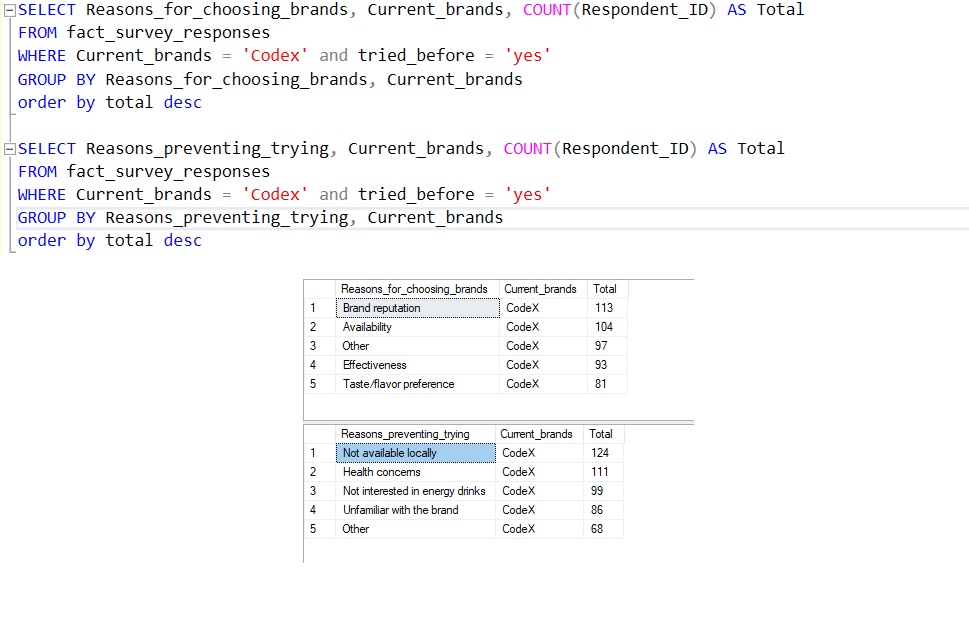 SELECT Reasons_for_choosing_brands, Current_brands, COUNT(Respondent_ID) AS Total
FROM fact_survey_responses
WHERE Current_brands = 'Codex' and tried_before = 'yes'
GROUP BY Reasons_for_choosing_brands, Current_brands
order by total desc
SELECT Reasons_preventing_trying, Current_brands, COUNT(Respondent_ID) AS Total
FROM fact_survey_responses
WHERE Current_brands = 'Codex' and tried_before = 'yes'
GROUP BY Reasons_preventing_trying, Current_brands
order by total desc
Reasons_for_choosing_brands Current_brands Total
1 Brand reputation CodeX 113
2 Availability CodeX 104
3 Other CodeX 97
4 Effectiveness CodeX 93
5 Taste/flavor preference CodeX 81
Reasons_preventing_trying Current_brands Total
1 Not available locally CodeX 124
2 Health concerns CodeX 111
3 Not interested in energy drinks CodeX 99
4 Unfamiliar with the brand CodeX 86
5 Other CodeX 68